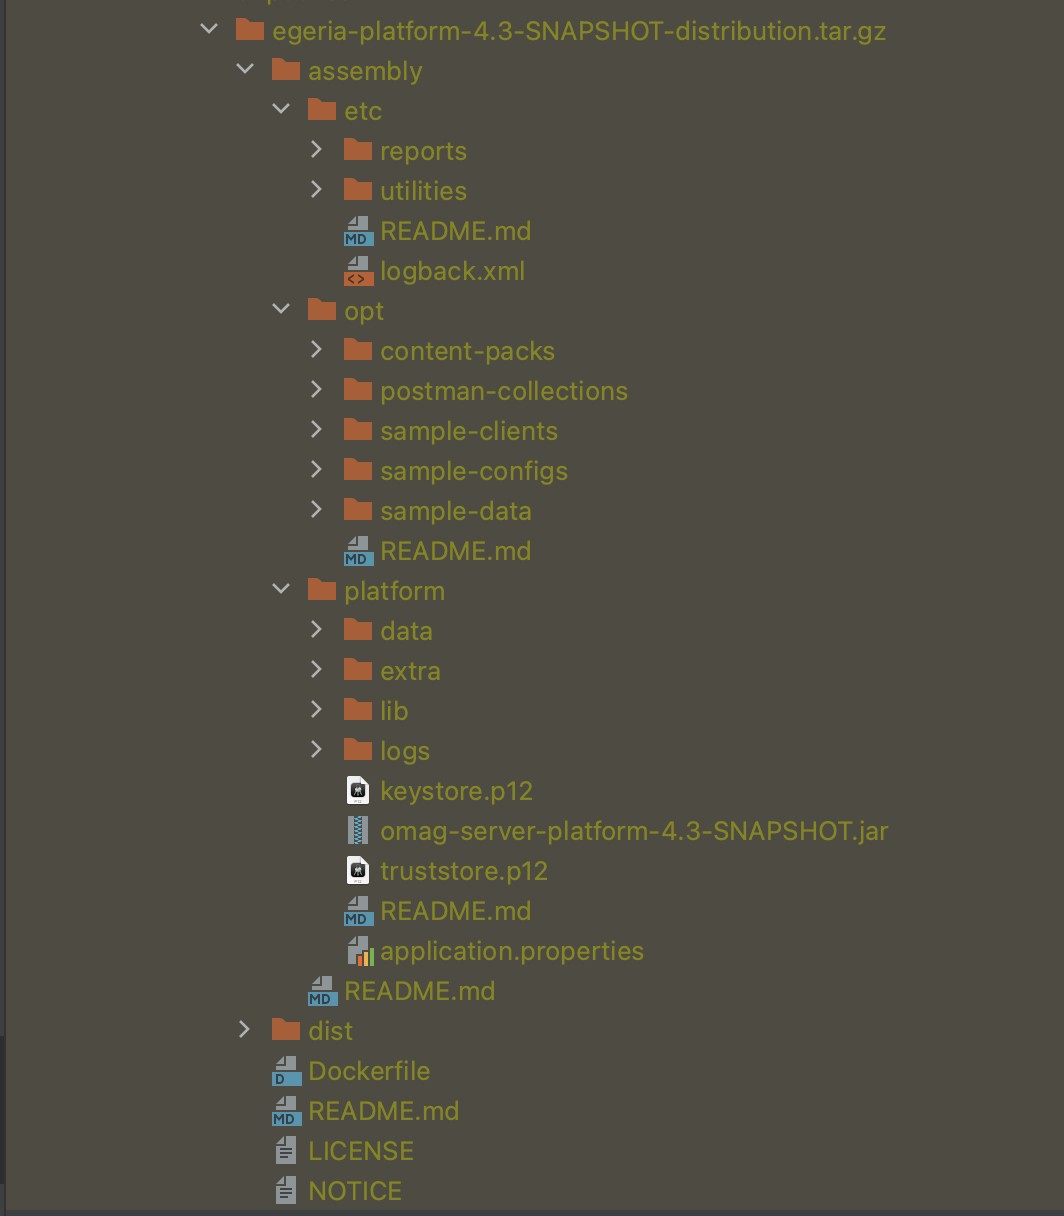 egeria-platform-4.3-SNAPSHOT-distribution.tar.gz
assembly
etc
reports
utilities
MD README.md
<> logback.xml
opt
content-packs
postman-collections
sample-clients
sample-configs
sample-data
MD README.md
platform
data
extra
lib
logs
keystore.p12
omag-server-platform-4.3-SNAPSHOT.jar
truststore.p12
MD README.md
application.properties
MD README.md
dist
D Dockerfile
MD README.md
LICENSE
NOTICE